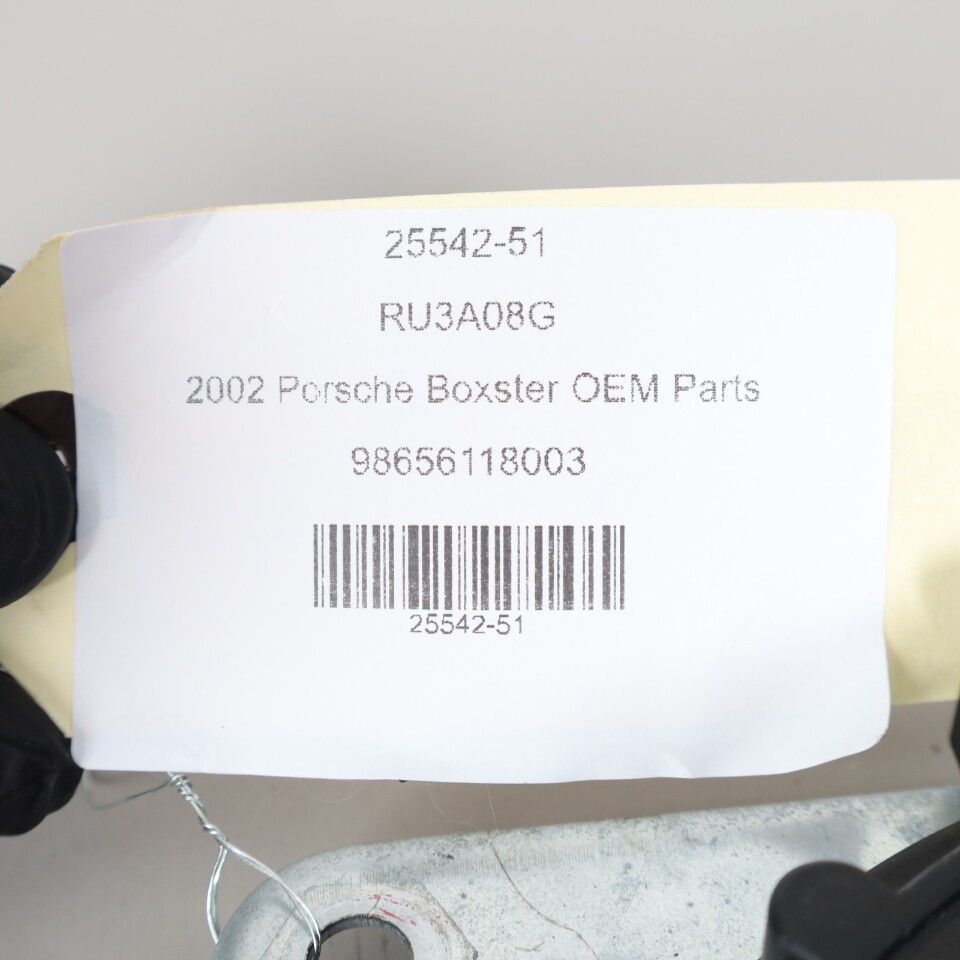 25542-51
RU3A08G
2002 Porsche Boxster OEM Parts
98656118003
25542-51